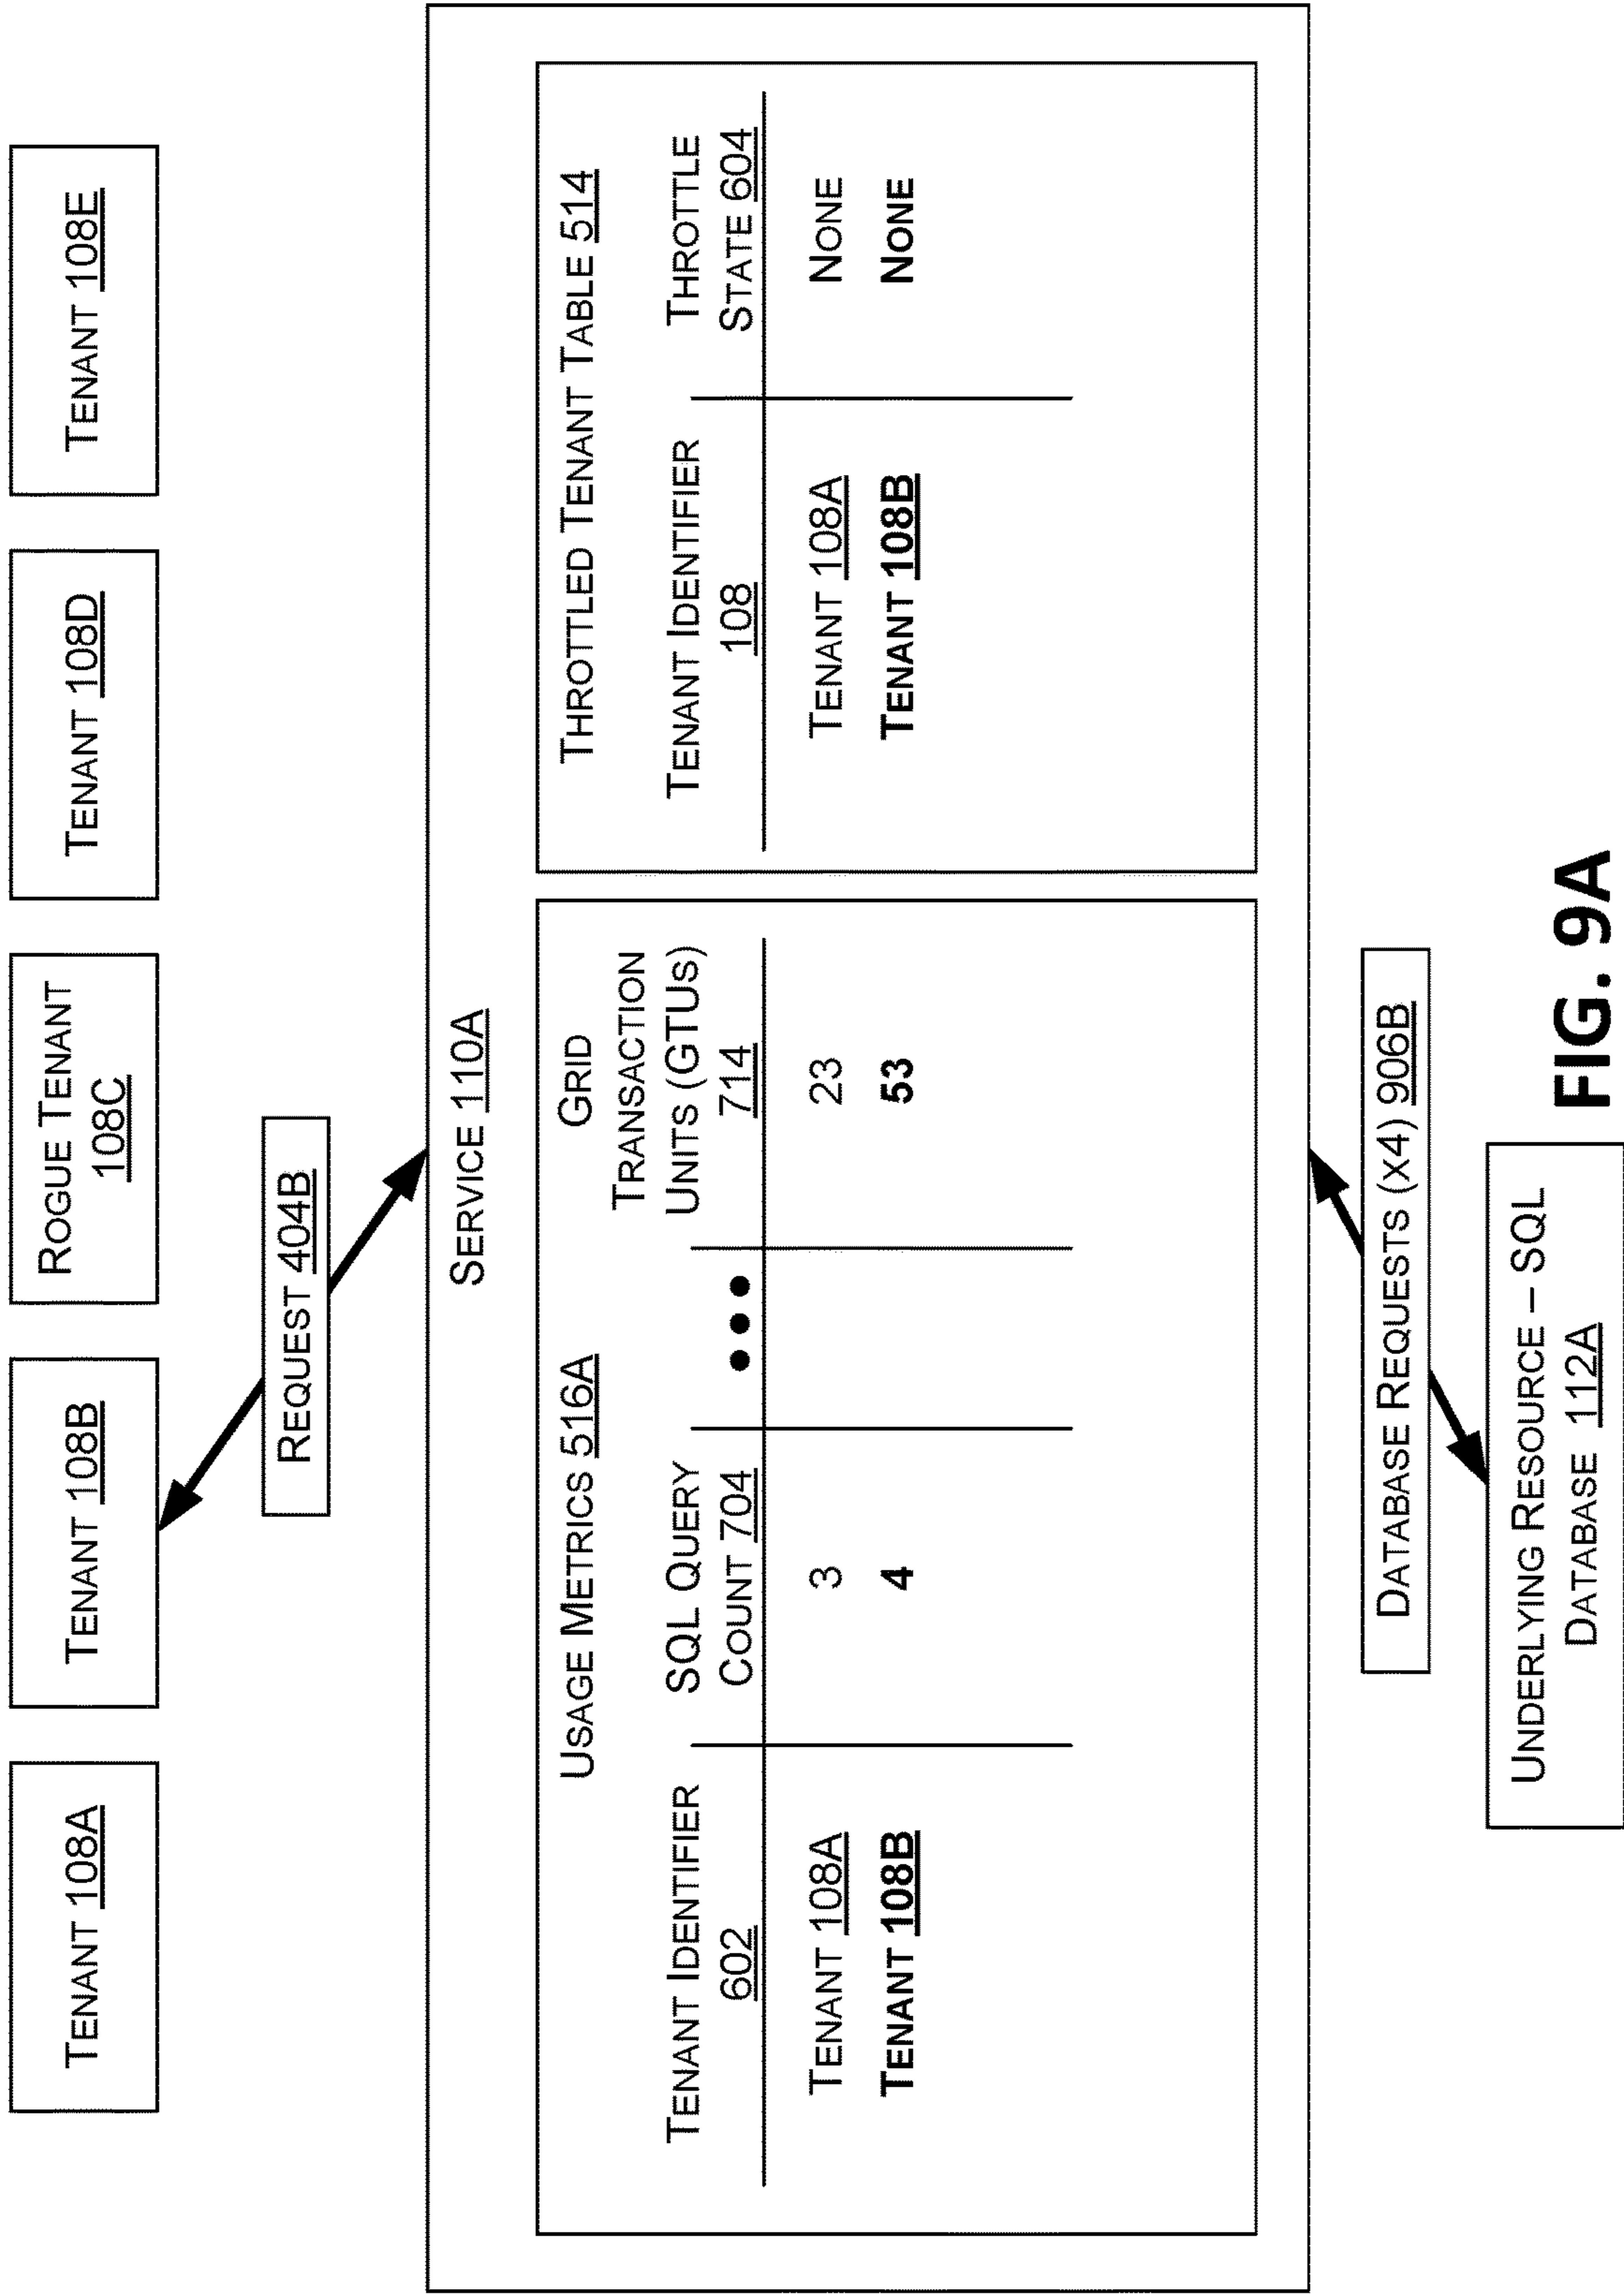 TENANT 108A
TENANT 108B
ROGUE TENANT
108C
TENANT 108D
TENANT 108E
REQUEST 404B
SERVICE 110A
USAGE METRICS 516A
TENANT IDENTIFIER
602
SQL QUERY
COUNT 704
●●●
GRID
TRANSACTION
UNITS (GTUS)
714
TENANT 108A 3 23
TENANT 108B 4 53
THROTTLED TENANT TABLE 514
TENANT IDENTIFIER
108
THROTTLE
STATE 604
TENANT 108A NONE
TENANT 108B NONE
DATABASE REQUESTS (X4) 906B
UNDERLYING RESOURCE – SQL
DATABASE 112A
FIG. 9A